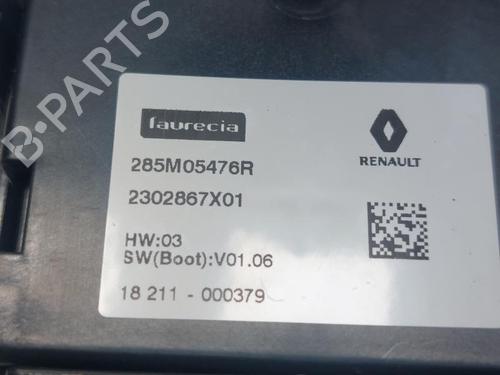 B-PARTS
faurecia
RENAULT
285M05476R
2302867X01
HW:03
SW(Boot):V01.06
18 211 - 000379